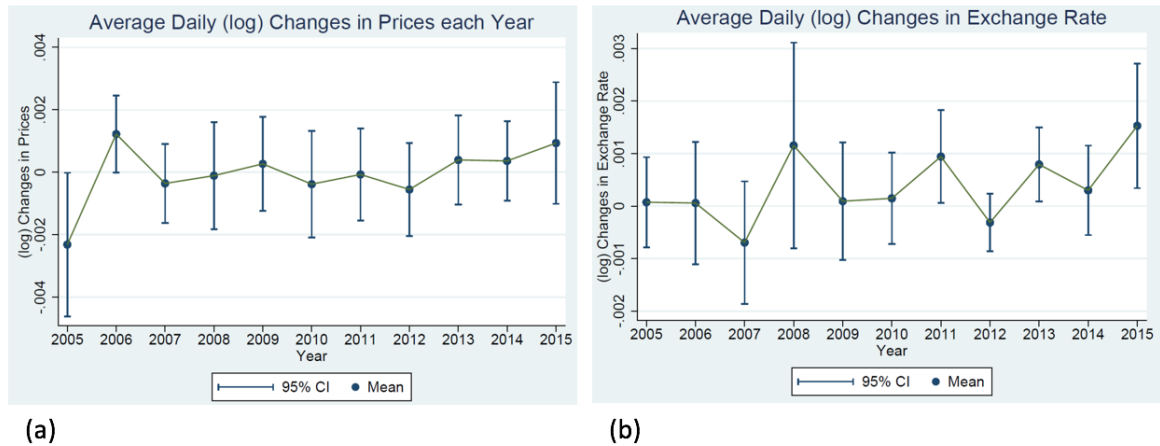 Average Daily (log) Changes in Prices each Year
(log) Changes in Prices
.004
.002
0
-.002
-.004
2005 2006 2007 2008 2009 2010 2011 2012 2013 2014 2015
Year
95% CI Mean
(a)
Average Daily (log) Changes in Exchange Rate
(log) Changes in Exchange Rate
.003
.002
.001
0
-.001
-.002
2005 2006 2007 2008 2009 2010 2011 2012 2013 2014 2015
Year
95% CI Mean
(b)